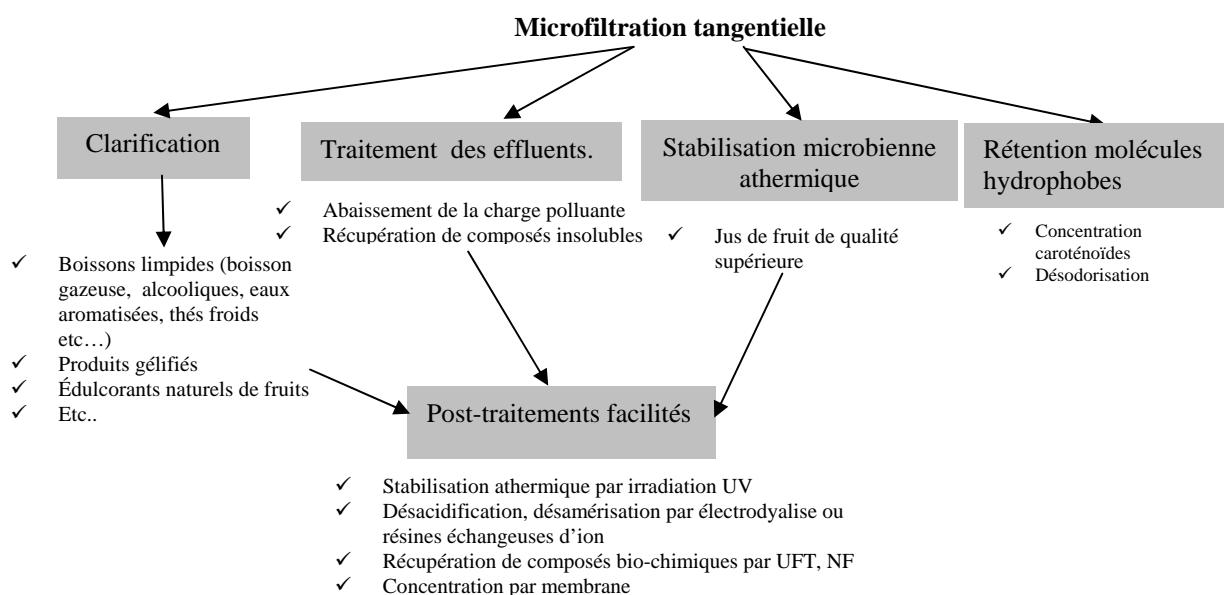 Microfiltration tangentielle
Clarification
Traitement des effluents.
Stabilisation microbienne
athermique
Rétention molécules
hydrophobes
✓ Boissons limpides (boisson
gazeuse, alcooliques, eaux
aromatisées, thés froids
etc…)
✓ Produits gélifiés
✓ Édulcorants naturels de fruits
✓ Etc..
✓ Abaissement de la charge polluante
✓ Récupération de composés insolubles
✓ Jus de fruit de qualité
supérieure
✓ Concentration
caroténoïdes
✓ Désodorisation
Post-traitements facilités
✓ Stabilisation athermique par irradiation UV
✓ Désacidification, désamérisation par électrodyalise ou
résines échangeuses d’ion
✓ Récupération de composés bio-chimiques par UFT, NF
✓ Concentration par membrane